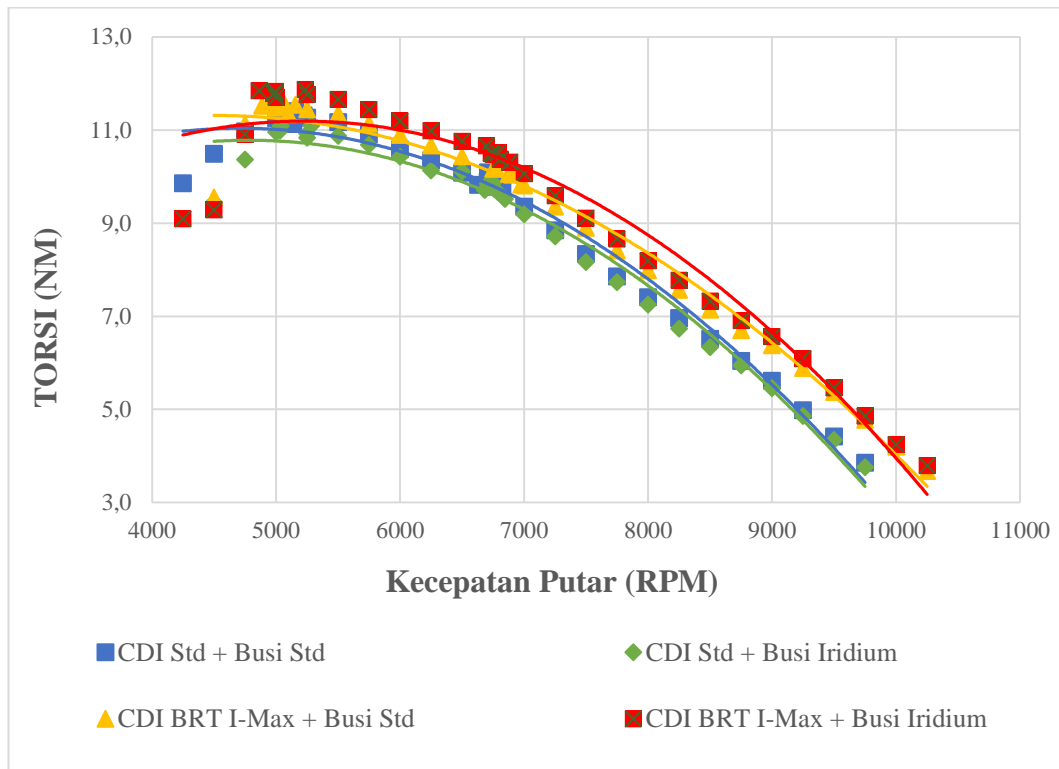 13,0
11,0
9,0
7,0
5,0
3,0
TORSI (NM)
4000 5000 6000 7000 8000 9000 10000 11000
Kecepatan Putar (RPM)
CDI Std + Busi Std CDI Std + Busi Iridium
CDI BRT I-Max + Busi Std CDI BRT I-Max + Busi Iridium